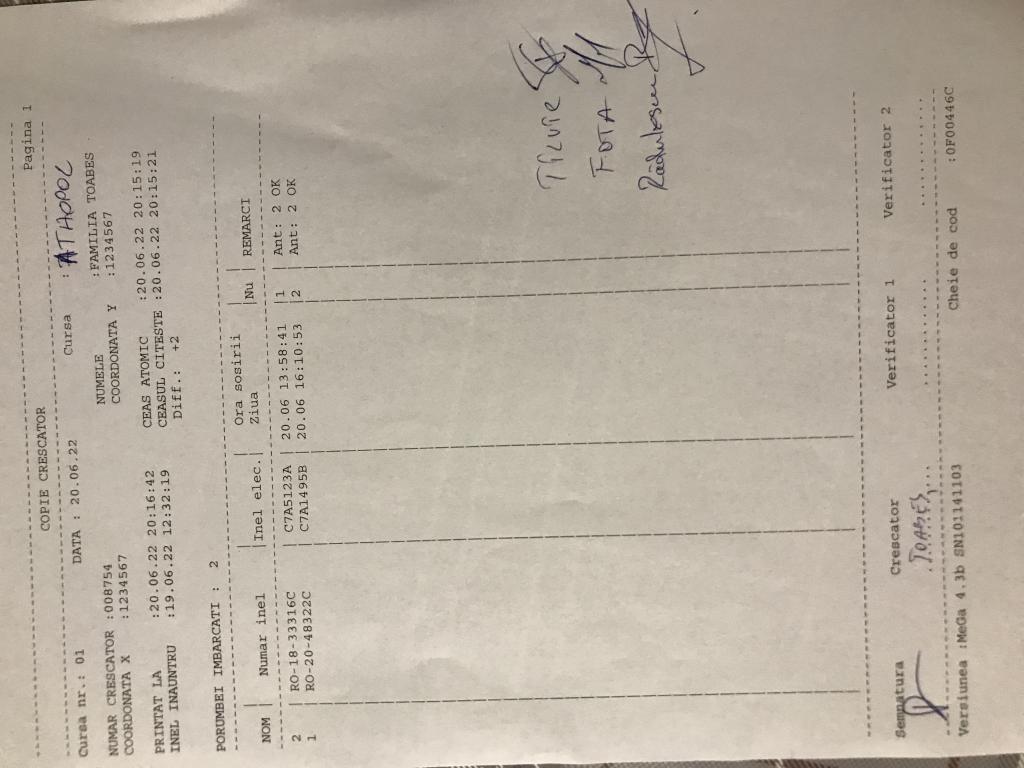 Pagina 1
COPIE CRESCATOR
Cursa nr.: 01 DATA : 20.06.22 Cursa : ATHOPOL
NUMAR CRESCATOR :008754 NUMELE :FAMILIA TOABES
COORDONATA X :1234567 COORDONATA Y :1234567
PRINTAT LA :20.06.22 20:16:42 CEAS ATOMIC :20.06.22 20:15:19
INEL INAUNTRU :19.06.22 12:32:19 CEASUL CITESTE :20.06.22 20:15:21
Diff.: +2
PORUMBEI IMBARCATI : 2
Ora sosirii
NOM | Numar inel |Inel elec.| Ziua |Nu | REMARCI
2 | RO-18-33316C | C7A5123A | 20.06 13:58:41 | 1 | Ant: 2 OK
1 | RO-20-48322C | C7A1495B | 20.06 16:10:53 | 2 | Ant: 2 OK
FOTA
Radulescu
Semnatura Crescator Verificator 1 Verificator 2
TOABES
Versiunea :MeGa 4.3b SN101141103 Cheie de cod :0F00446C